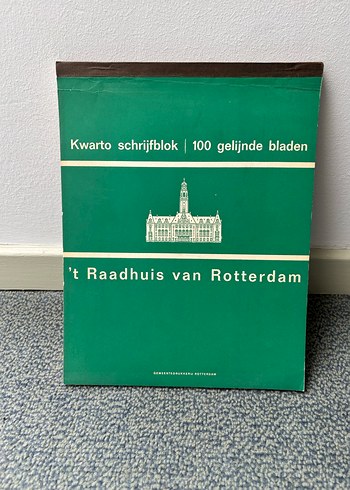 Kwarto schrijfblok | 100 gelijnde bladen
't Raadhuis van Rotterdam
GEMEENTEDRUKKERIJ ROTTERDAM